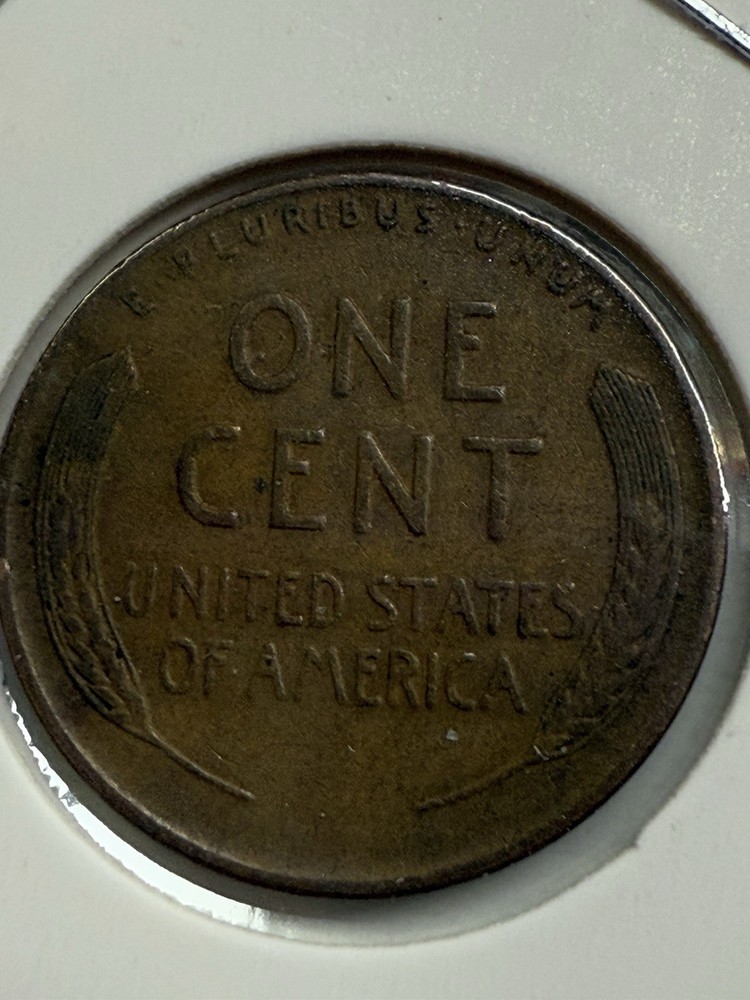 E·PLURIBUS·UNUM
ONE
CENT
UNITED STATES
OF AMERICA